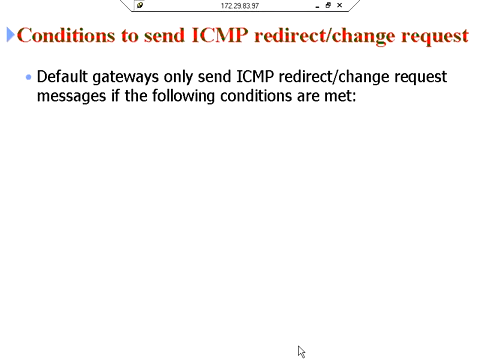 172.29.83.97
Conditions to send ICMP redirect/change request
Default gateways only send ICMP redirect/change request
messages if the following conditions are met: